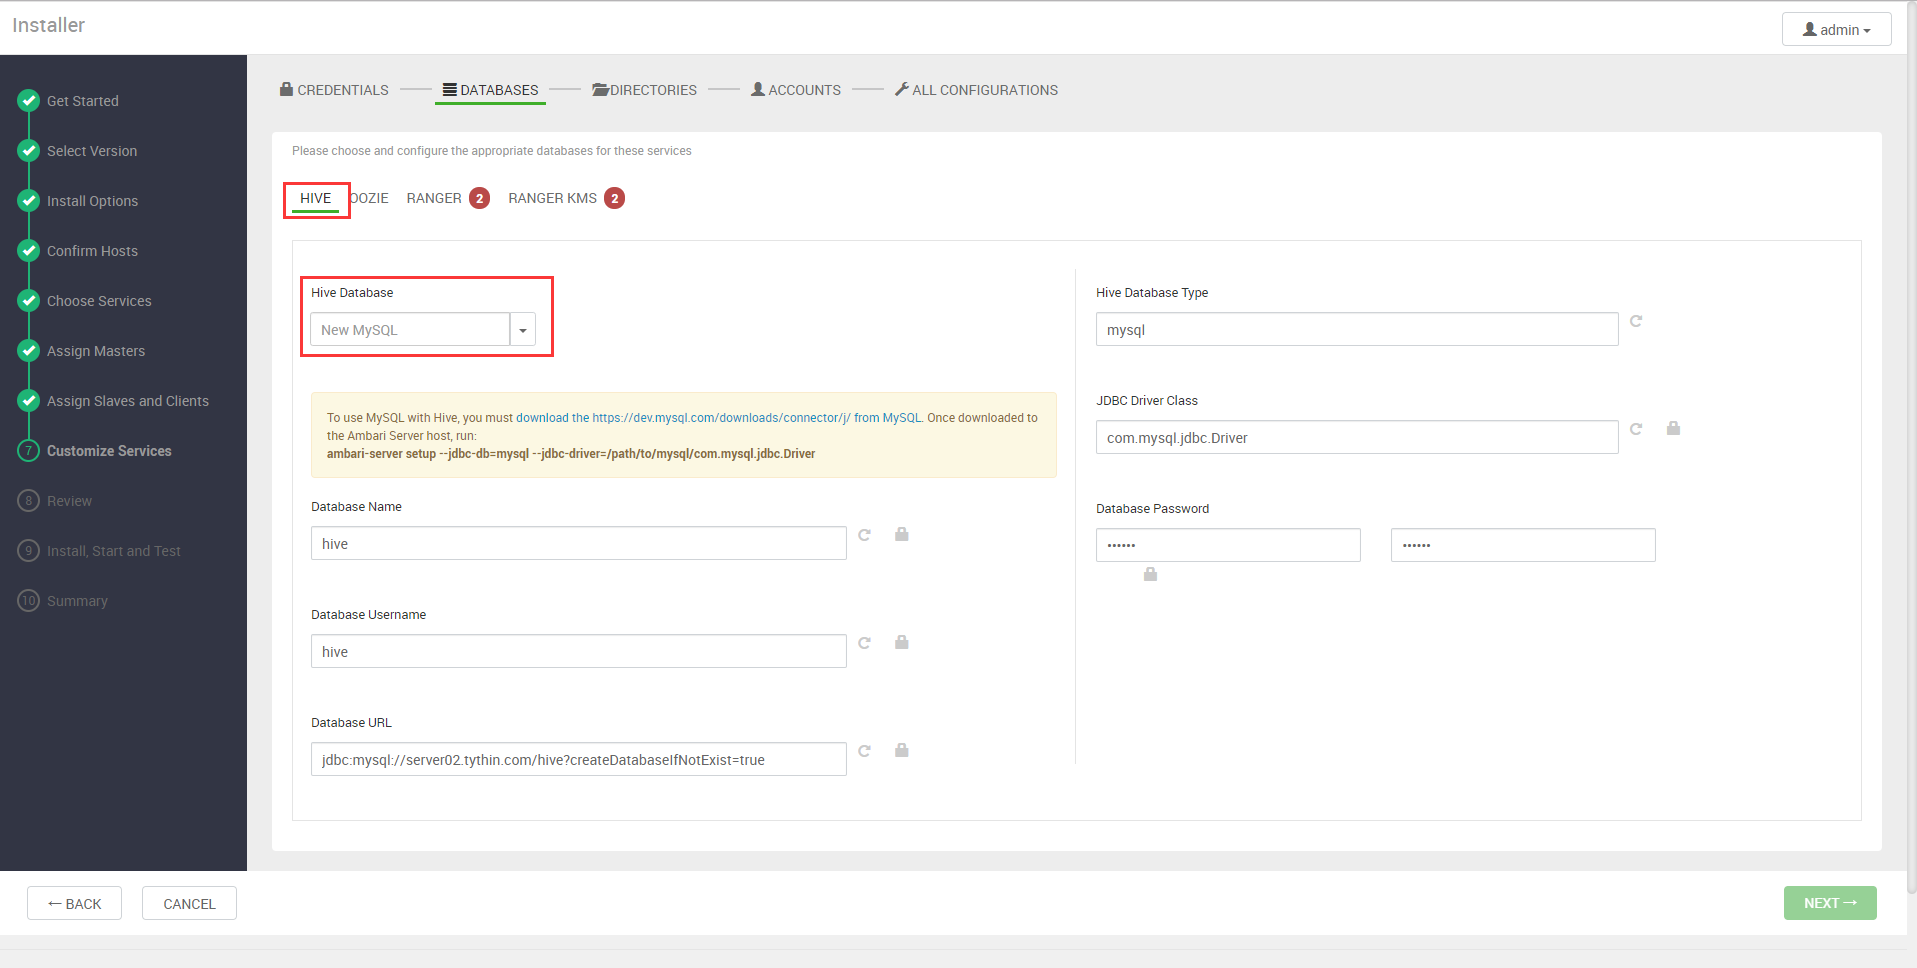 Installer
admin
Get Started
Select Version
Install Options
Confirm Hosts
Choose Services
Assign Masters
Assign Slaves and Clients
7 Customize Services
8 Review
9 Install, Start and Test
10 Summary
CREDENTIALS DATABASES DIRECTORIES ACCOUNTS ALL CONFIGURATIONS
Please choose and configure the appropriate databases for these services
HIVE OOZIE RANGER 2 RANGER KMS 2
Hive Database
New MySQL
To use MySQL with Hive, you must download the https://dev.mysql.com/downloads/connector/j/ from MySQL. Once downloaded to
the Ambari Server host, run:
ambari-server setup --jdbc-db=mysql --jdbc-driver=/path/to/mysql/com.mysql.jdbc.Driver
Database Name
hive
Database Username
hive
Database URL
jdbc:mysql://server02.tythin.com/hive?createDatabaseIfNotExist=true
Hive Database Type
mysql
JDBC Driver Class
com.mysql.jdbc.Driver
Database Password
•••••• ••••••
← BACK CANCEL NEXT →